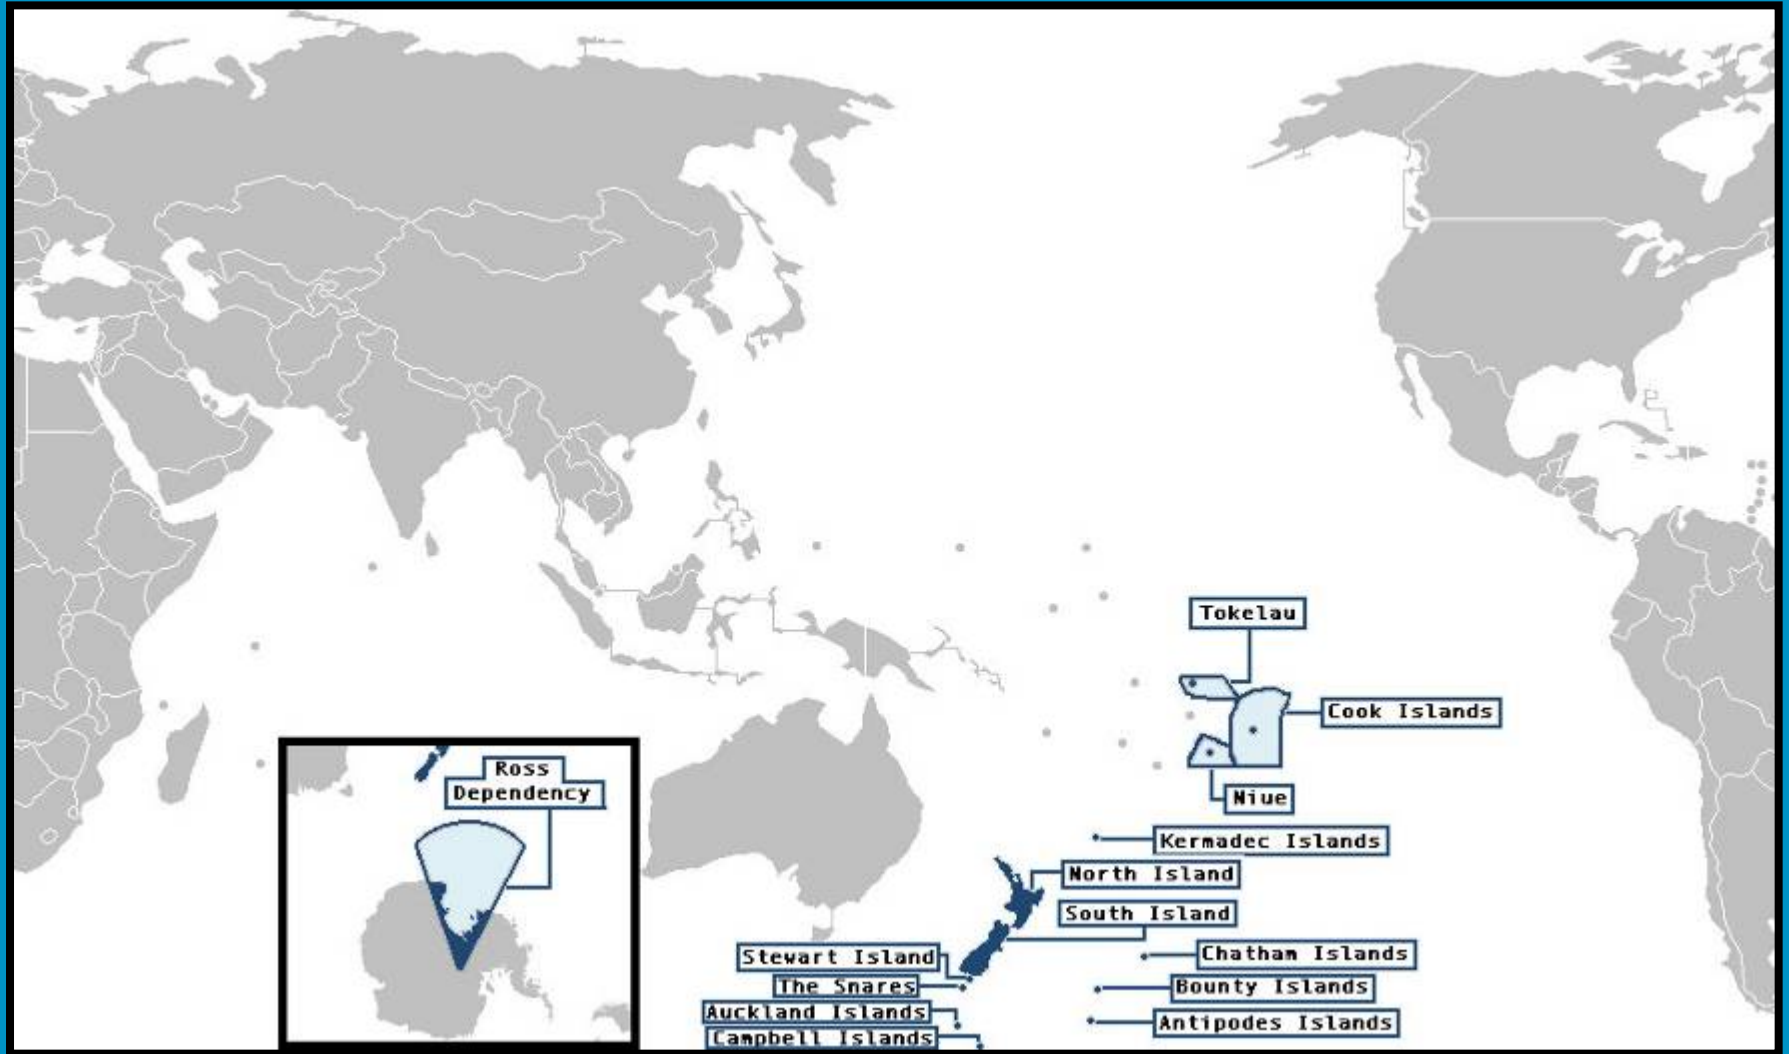 Tokelau
Cook Islands
Niue
Ross
Dependency
Kermadec Islands
North Island
South Island
Stewart Island
Chatham Islands
The Snares
Bounty Islands
Auckland Islands
Antipodes Islands
Campbell Islands